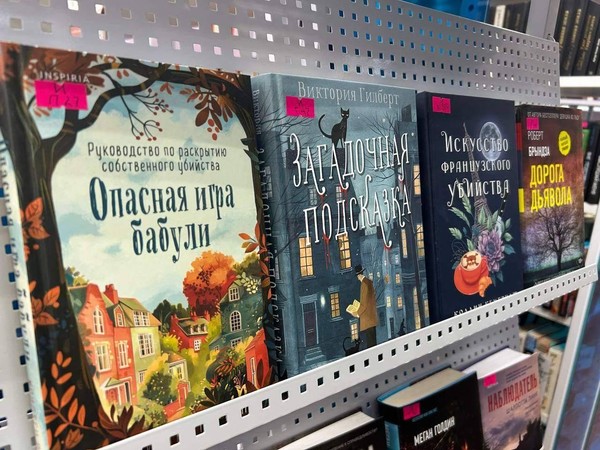 INSPIRIA
Руководство по раскрытию
собственного убийства
Опасная игра
бабули
Виктория Гилберт
ЗАГАДОЧНАЯ
ПОДСКАЗКА
Искусство
французского
убийства
РОБЕРТ
БРЫНДЗА
ДОРОГА
ДЬЯВОЛА
МЕГАН ГОЛДИН
НАБЛЮДАТЕЛЬ